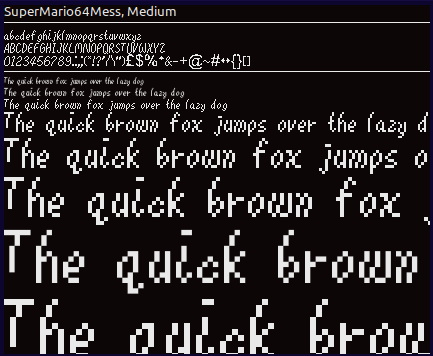 SuperMario64Mess, Medium
abcdefghijklmnopqrstuvwxyz
ABCDEFGHIJKLMNOPQRSTUVWXYZ
0123456789.:,;(*!?'/\")£$%*&-+@~#<>{}[]
The quick brown fox jumps over the lazy dog
The quick brown fox jumps over the lazy dog
The quick brown fox jumps over the lazy dog
The quick brown fox jumps over the lazy d
The quick brown fox jumps o
The quick brown fox
The quick brown
The quick brow